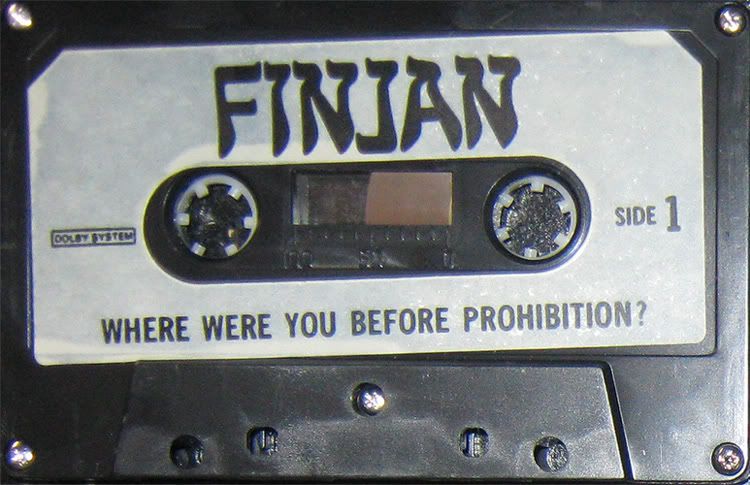 FINJAN
SIDE 1
DOLBY SYSTEM
WHERE WERE YOU BEFORE PROHIBITION?